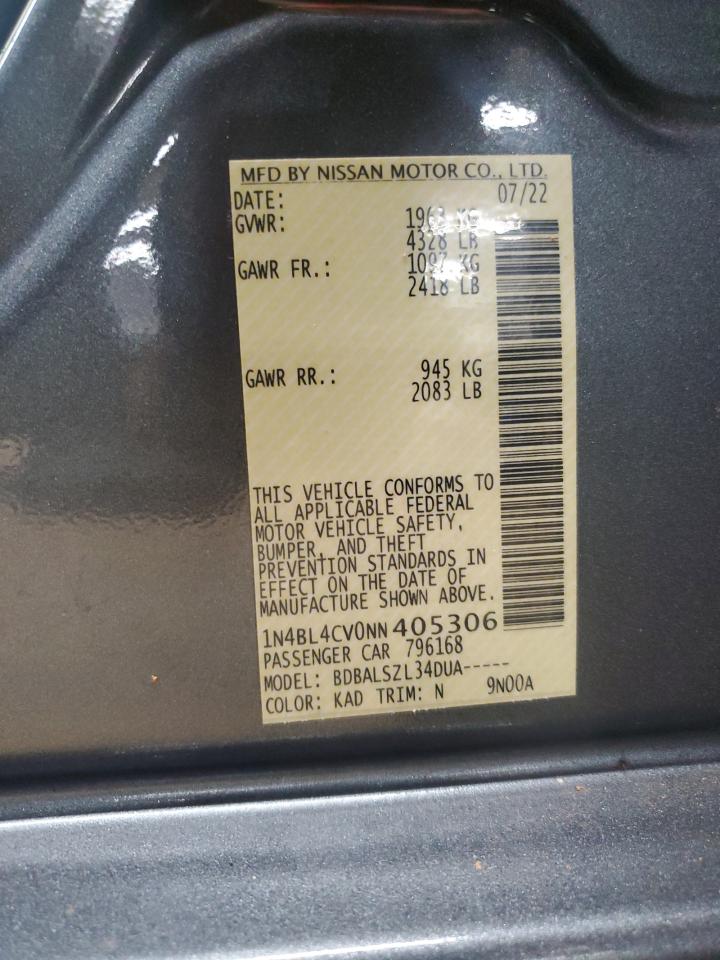 MFD BY NISSAN MOTOR CO., LTD.
DATE: 07/22
GVWR: 1963 KG
4328 LB
GAWR FR.: 1097 KG
2418 LB
GAWR RR.: 945 KG
2083 LB
THIS VEHICLE CONFORMS TO
ALL APPLICABLE FEDERAL
MOTOR VEHICLE SAFETY,
BUMPER, AND THEFT
PREVENTION STANDARDS IN
EFFECT ON THE DATE OF
MANUFACTURE SHOWN ABOVE.
1N4BL4CV0NN405306
PASSENGER CAR 796168
MODEL: BDBALSZL34DUA-----
COLOR: KAD TRIM: N 9N00A